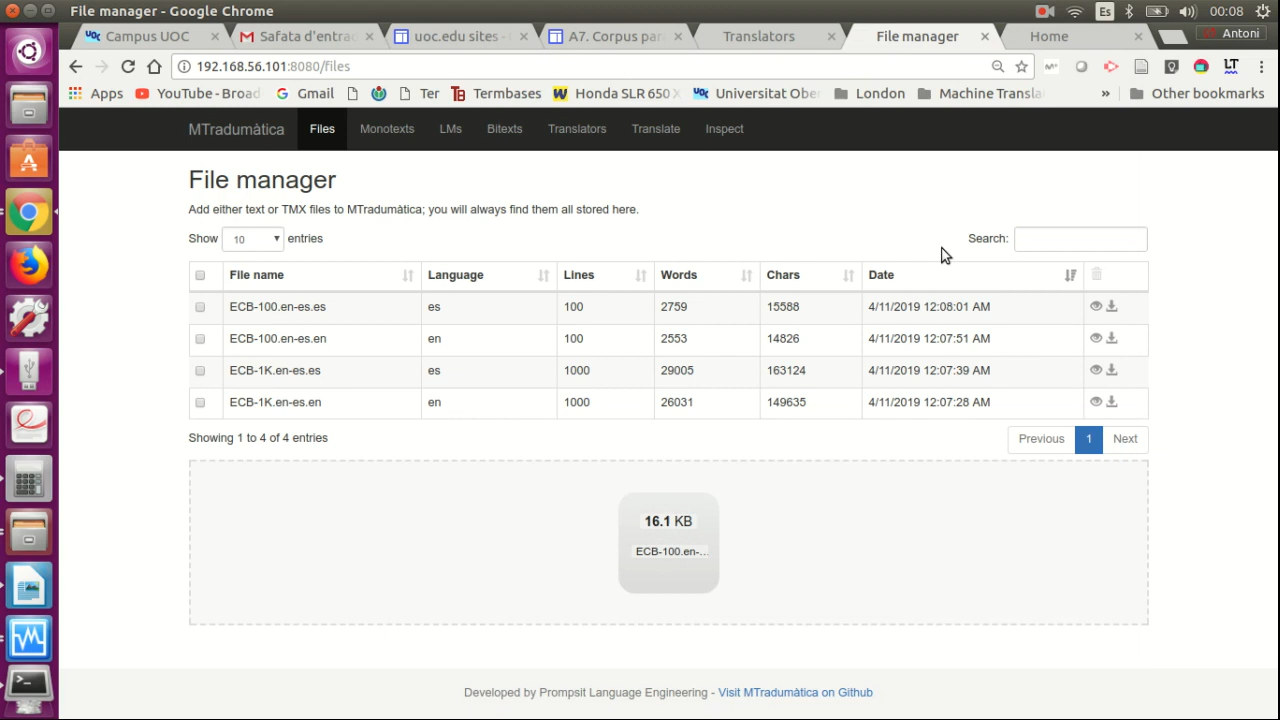 File manager - Google Chrome
Es
00:08
Campus UOC
Safata d'entra
uoc.edu sites -
A7. Corpus par
Translators
File manager
Home
Antoni
192.168.56.101:8080/files
Apps
YouTube - Broad
Gmail
Ter
Termbases
Honda SLR 650
Universitat Ober
London
Machine Transla
»
Other bookmarks
MTradumàtica
Files
Monotexts
LMs
Bitexts
Translators
Translate
Inspect
File manager
Add either text or TMX files to MTradumàtica; you will always find them all stored here.
Show 10 entries
Search:
File name Language Lines Words Chars Date
ECB-100.en-es.es es 100 2759 15588 4/11/2019 12:08:01 AM
ECB-100.en-es.en en 100 2553 14826 4/11/2019 12:07:51 AM
ECB-1K.en-es.es es 1000 29005 163124 4/11/2019 12:07:39 AM
ECB-1K.en-es.en en 1000 26031 149635 4/11/2019 12:07:28 AM
Showing 1 to 4 of 4 entries
Previous 1 Next
16.1 KB
ECB-100.en-...
Developed by Prompsit Language Engineering - Visit MTradumàtica on Github